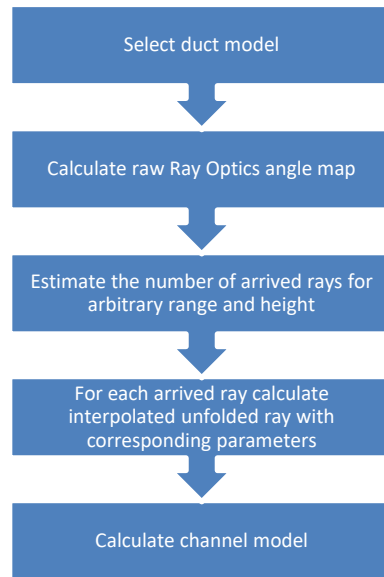 Select duct model
Calculate raw Ray Optics angle map
Estimate the number of arrived rays for
arbitrary range and height
For each arrived ray calculate
interpolated unfolded ray with
corresponding parameters
Calculate channel model